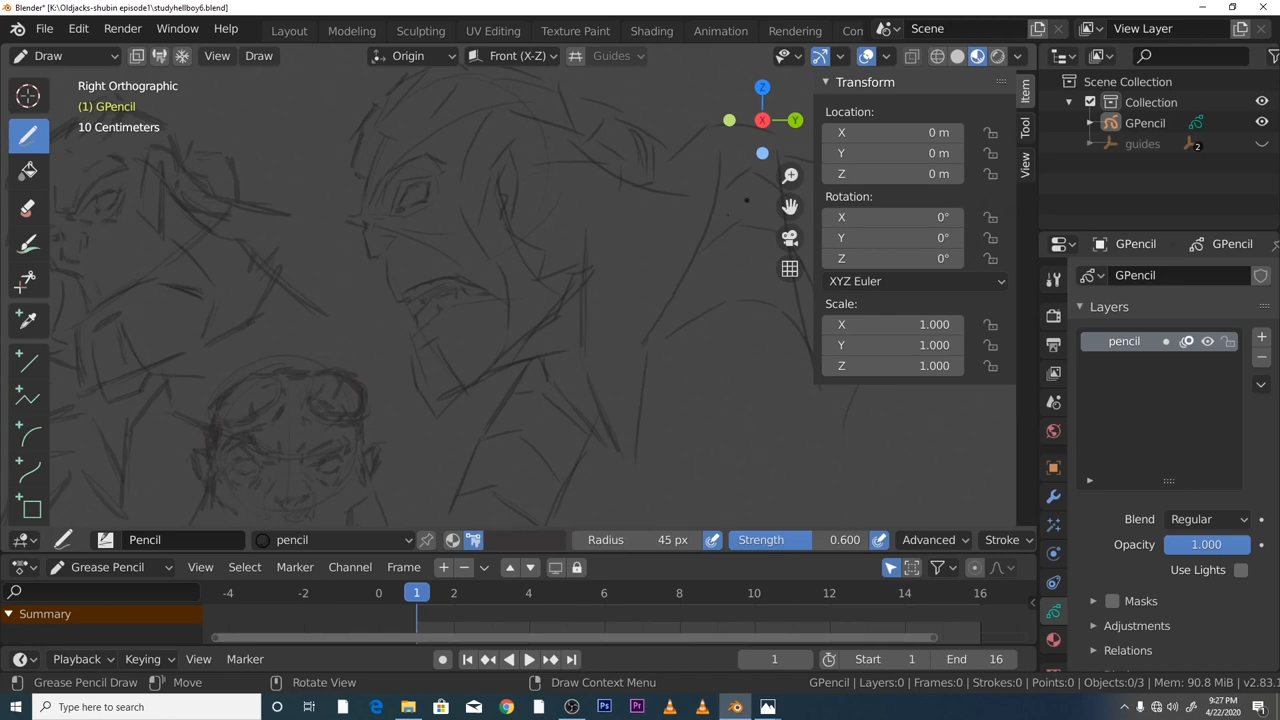 Blender* [K:\Oldjacks-shubin episode1\studyhellboy6.blend]
File Edit Render Window Help Layout Modeling Sculpting UV Editing Texture Paint Shading Animation Rendering Con Scene View Layer
Draw View Draw Origin Front (X-Z) Guides
Right Orthographic
(1) GPencil
10 Centimeters
Z
X
Y
Transform
Location:
X 0 m
Y 0 m
Z 0 m
Rotation:
X 0°
Y 0°
Z 0°
XYZ Euler
Scale:
X 1.000
Y 1.000
Z 1.000
Item
Tool
View
Scene Collection
Collection
GPencil
guides 2
GPencil GPencil
GPencil
Layers
pencil
Blend Regular
Opacity 1.000
Use Lights
Masks
Adjustments
Relations
Pencil pencil Radius 45 px Strength 0.600 Advanced Stroke
Grease Pencil View Select Marker Channel Frame
-4 -2 0 1 2 4 6 8 10 12 14 16
Summary
Playback Keying View Marker 1 Start 1 End 16
Grease Pencil Draw Move Rotate View Draw Context Menu GPencil | Layers:0 | Frames:0 | Strokes:0 | Points:0 | Objects:0/3 | Mem: 90.8 MiB | v2.83.1
Type here to search
9:27 PM
4/22/2020